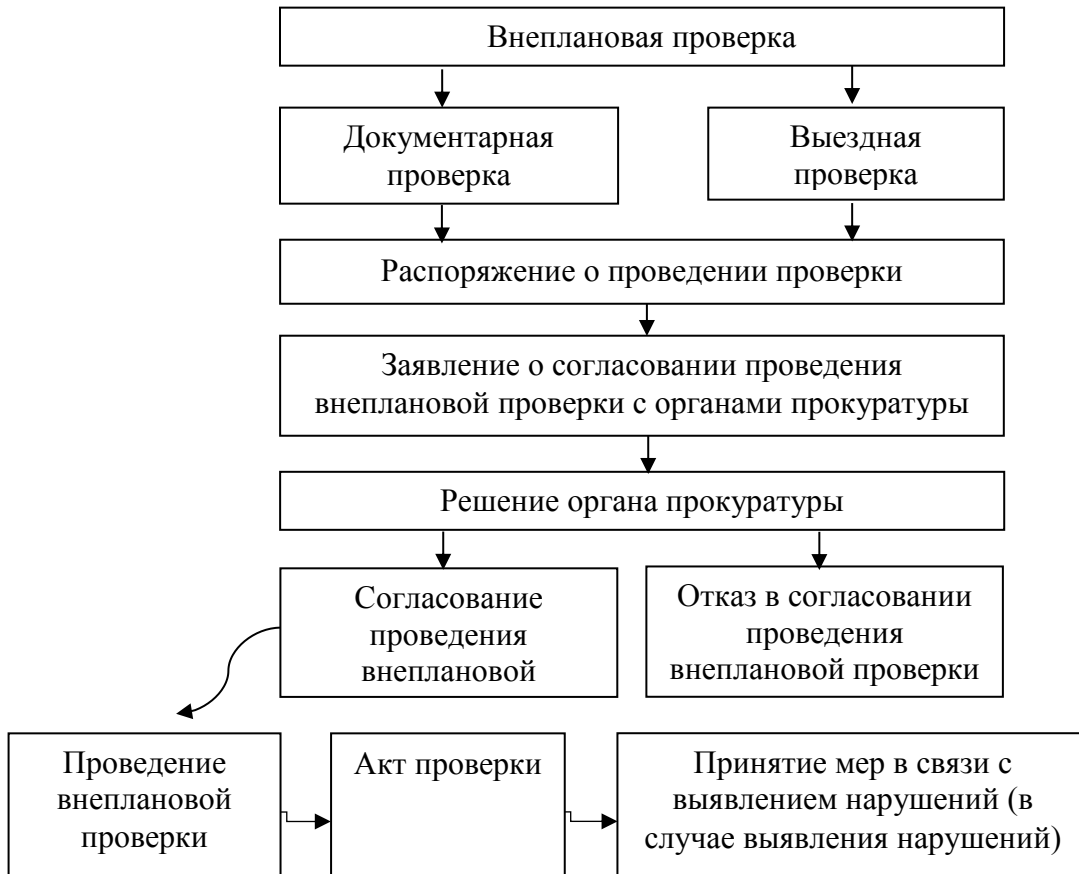 Внеплановая проверка
Документарная
проверка
Выездная
проверка
Распоряжение о проведении проверки
Заявление о согласовании проведения
внеплановой проверки с органами прокуратуры
Решение органа прокуратуры
Согласование
проведения
внеплановой
Отказ в согласовании
проведения
внеплановой проверки
Проведение
внеплановой
проверки
Акт проверки
Принятие мер в связи с
выявлением нарушений (в
случае выявления нарушений)